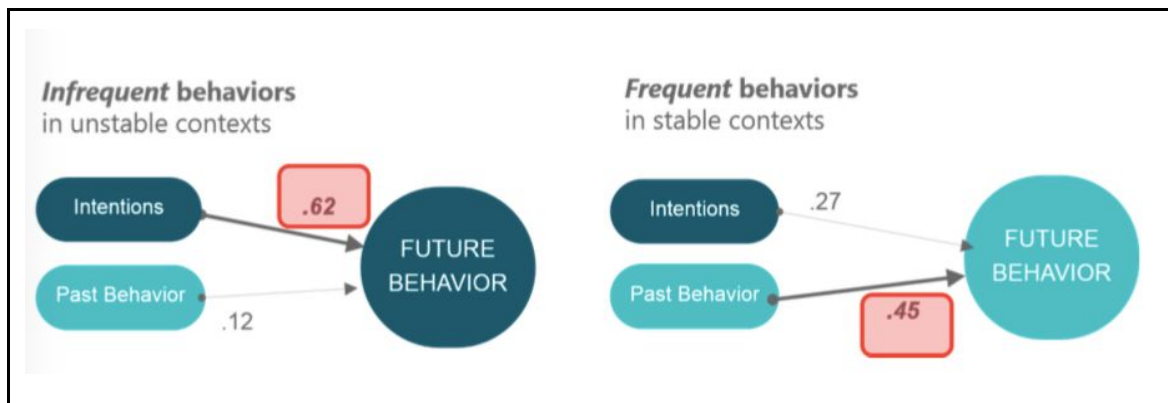 Infrequent behaviors
in unstable contexts
Intentions
.62
Past Behavior
.12
FUTURE
BEHAVIOR
Frequent behaviors
in stable contexts
Intentions
.27
Past Behavior
.45
FUTURE
BEHAVIOR